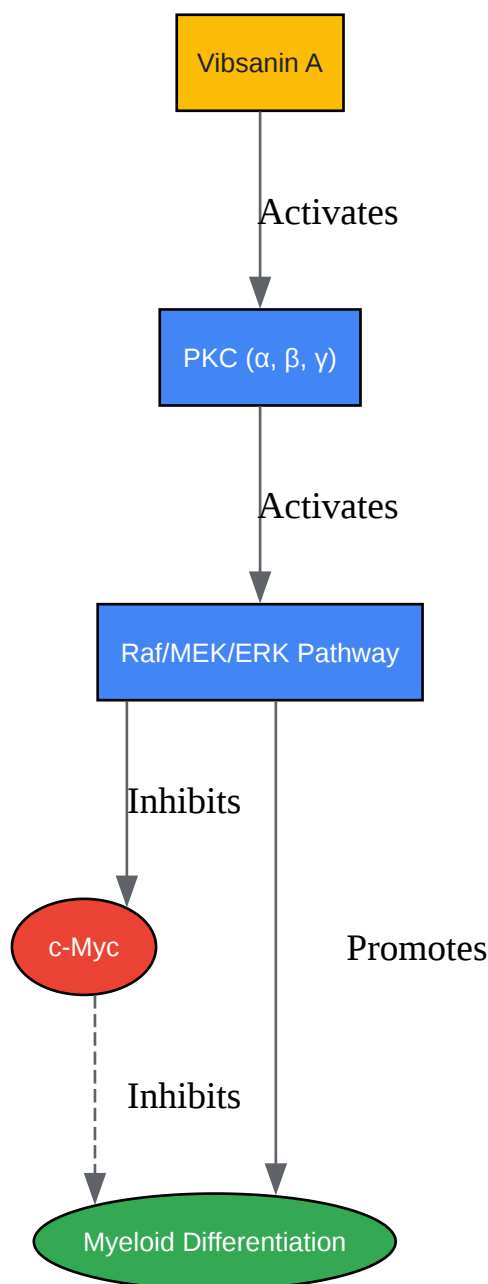 Vibsanin A
Activates
PKC (α, β, γ)
Activates
Raf/MEK/ERK Pathway
Inhibits
c-Myc
Promotes
Inhibits
Myeloid Differentiation